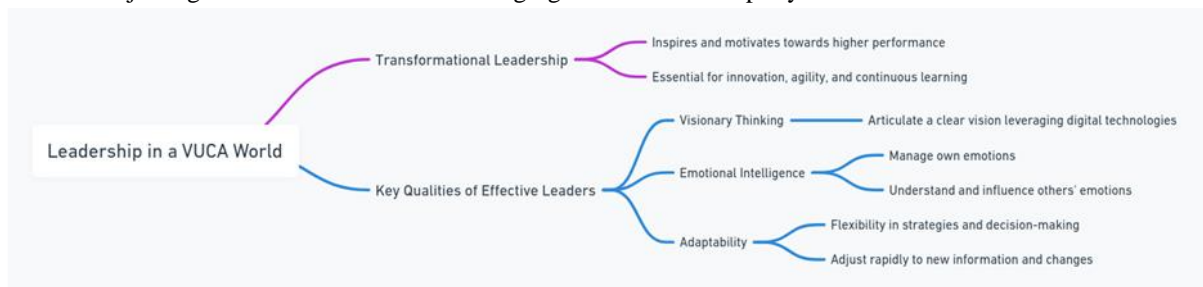 Leadership in a VUCA World
Transformational Leadership
Inspires and motivates towards higher performance
Essential for innovation, agility, and continuous learning
Key Qualities of Effective Leaders
Visionary Thinking
Articulate a clear vision leveraging digital technologies
Emotional Intelligence
Manage own emotions
Understand and influence others' emotions
Adaptability
Flexibility in strategies and decision-making
Adjust rapidly to new information and changes